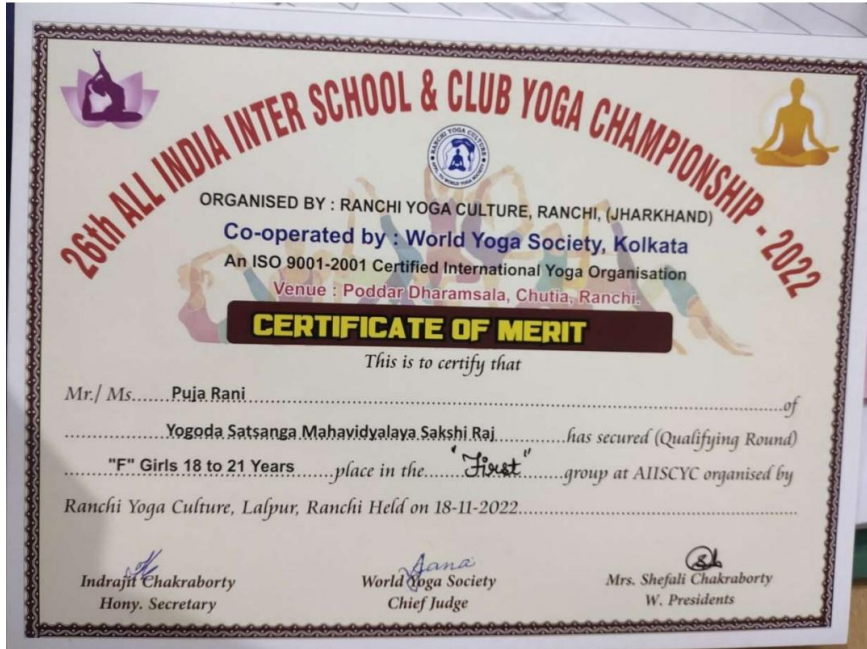 26th ALL INDIA INTER SCHOOL & CLUB YOGA CHAMPIONSHIP - 2022
RANCHI YOGA CULTURE
ORGANISED BY : RANCHI YOGA CULTURE, RANCHI, (JHARKHAND)
Co-operated by : World Yoga Society, Kolkata
An ISO 9001-2001 Certified International Yoga Organisation
Venue : Poddar Dharamsala, Chutia, Ranchi.
CERTIFICATE OF MERIT
This is to certify that
Mr./ Ms......Puja Rani......of
......Yogoda Satsanga Mahavidyalaya Sakshi Raj......has secured (Qualifying Round)
......"F" Girls 18 to 21 Years......place in the......"First"......group at AIISCYC organised by
Ranchi Yoga Culture, Lalpur, Ranchi Held on 18-11-2022......
Indrajit Chakraborty World Yoga Society Mrs. Shefali Chakraborty
Hony. Secretary Chief Judge W. Presidents